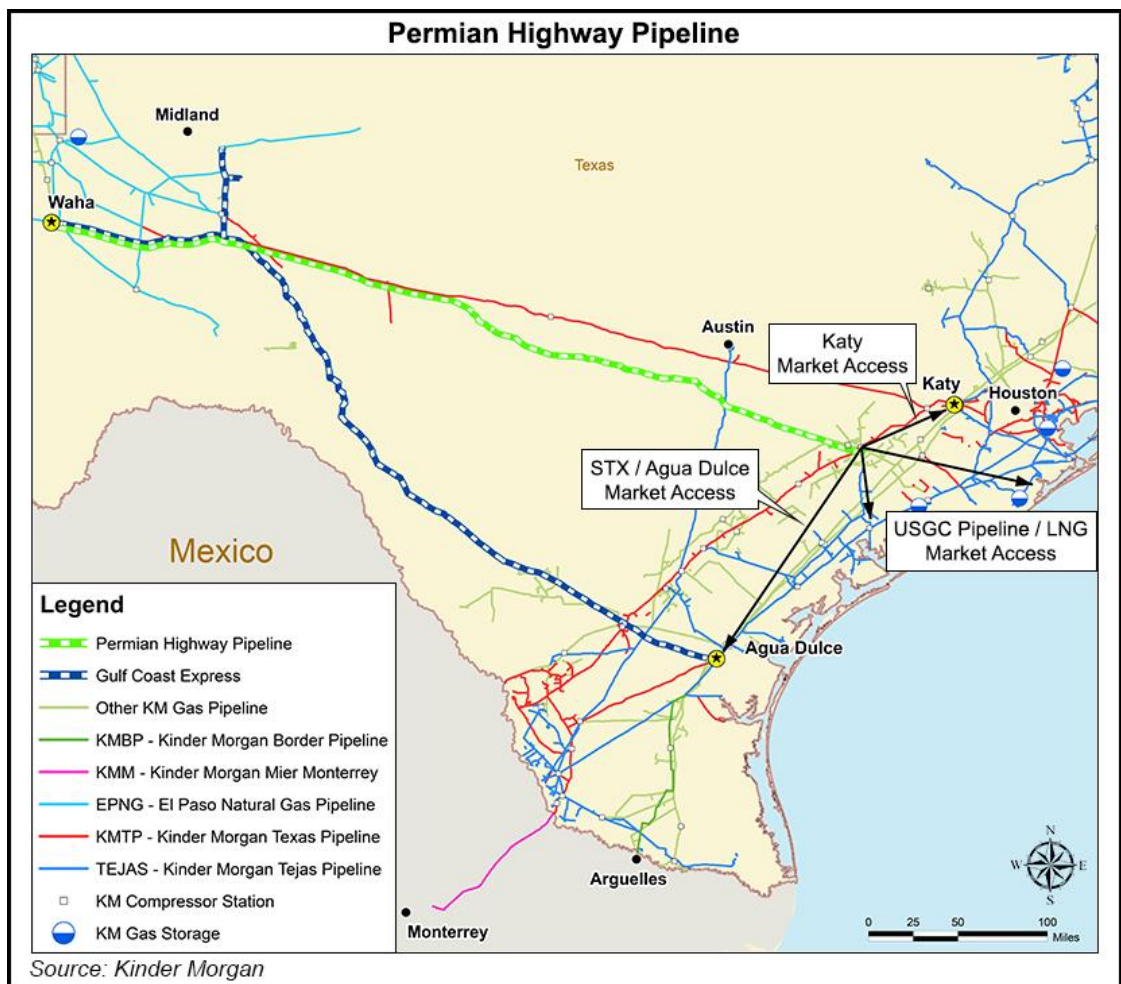 Permian Highway Pipeline
Midland
Texas
Waha
Austin
Katy
Market Access
Katy
Houston
STX / Agua Dulce
Market Access
USGC Pipeline / LNG
Market Access
Mexico
Agua Dulce
Arguelles
Monterrey
Legend
Permian Highway Pipeline
Gulf Coast Express
Other KM Gas Pipeline
KMBP - Kinder Morgan Border Pipeline
KMM - Kinder Morgan Mier Monterrey
EPNG - El Paso Natural Gas Pipeline
KMTP - Kinder Morgan Texas Pipeline
TEJAS - Kinder Morgan Tejas Pipeline
KM Compressor Station
KM Gas Storage
N
W E
S
0 25 50 100
Miles
Source: Kinder Morgan